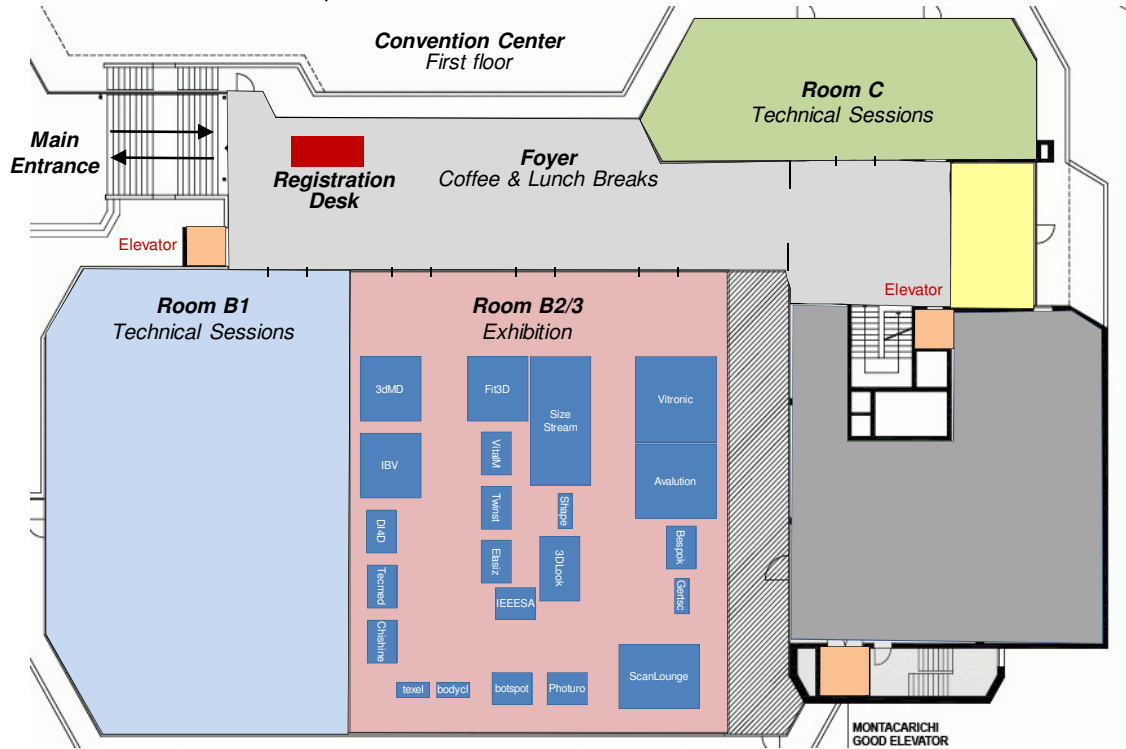 Convention Center
First floor
Room C
Technical Sessions
Main
Entrance
Registration
Desk
Foyer
Coffee & Lunch Breaks
Elevator
Elevator
Room B1
Technical Sessions
Room B2/3
Exhibition
3dMD
Fit3D
Size
Stream
Vitronic
IBV
VitalM
Avalution
Twinst
Shape
DI4D
Bespok
Elasiz
3DLook
Tecmed
Gertsc
IEEESA
Chishine
ScanLounge
texel
bodycl
botspot
Photuro
MONTACARICHI
GOOD ELEVATOR